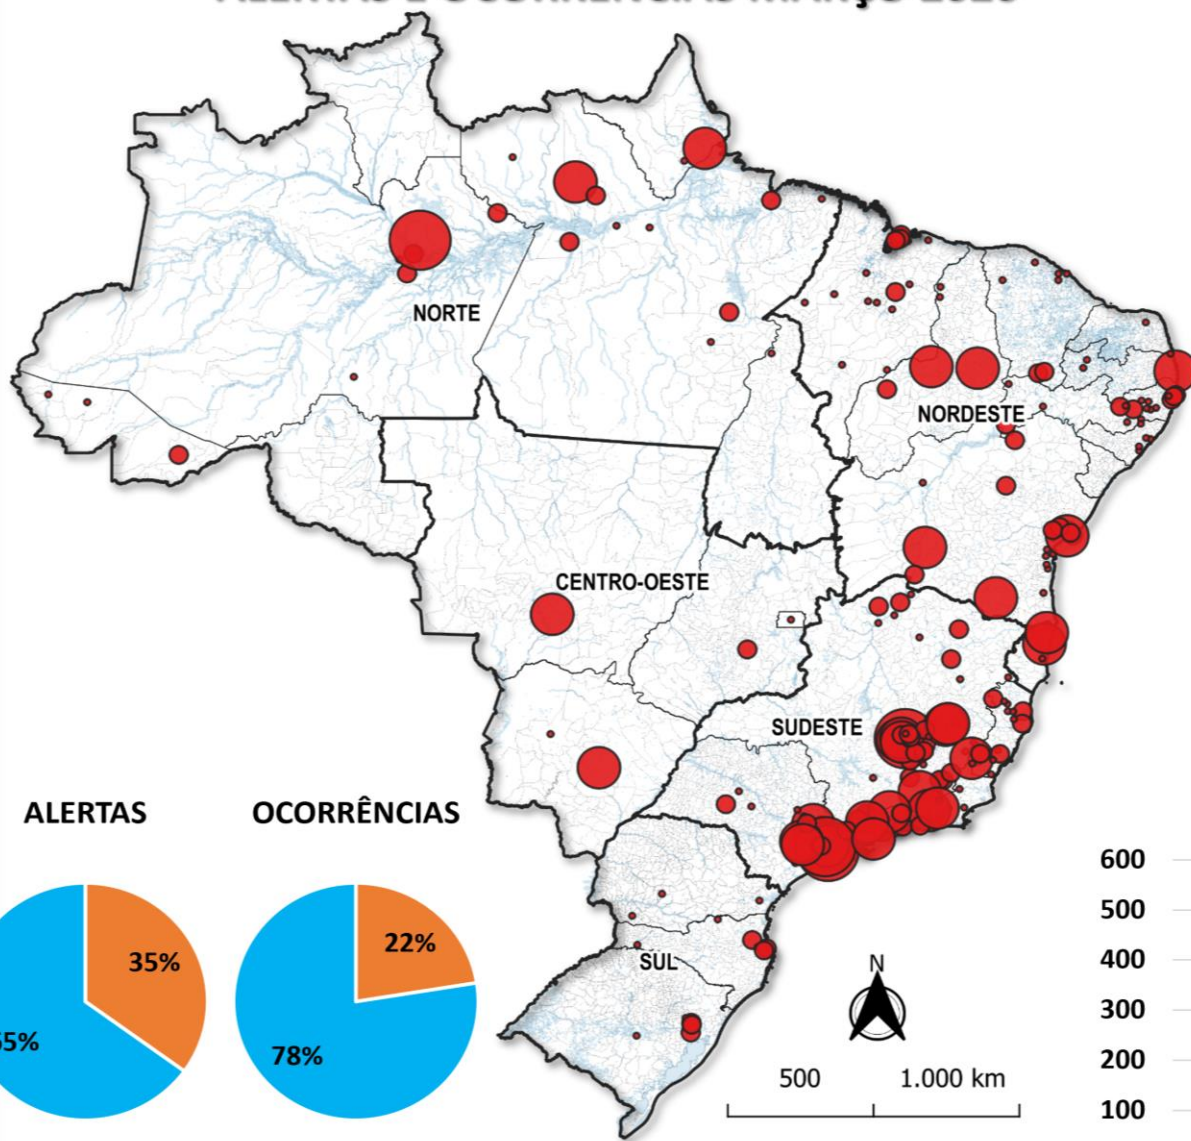 NORTE
NORDESTE
CENTRO-OESTE
SUDESTE
SUL
ALERTAS
OCORRÊNCIAS
35%
22%
78%
N
500 1.000 km
600
500
400
300
200
100